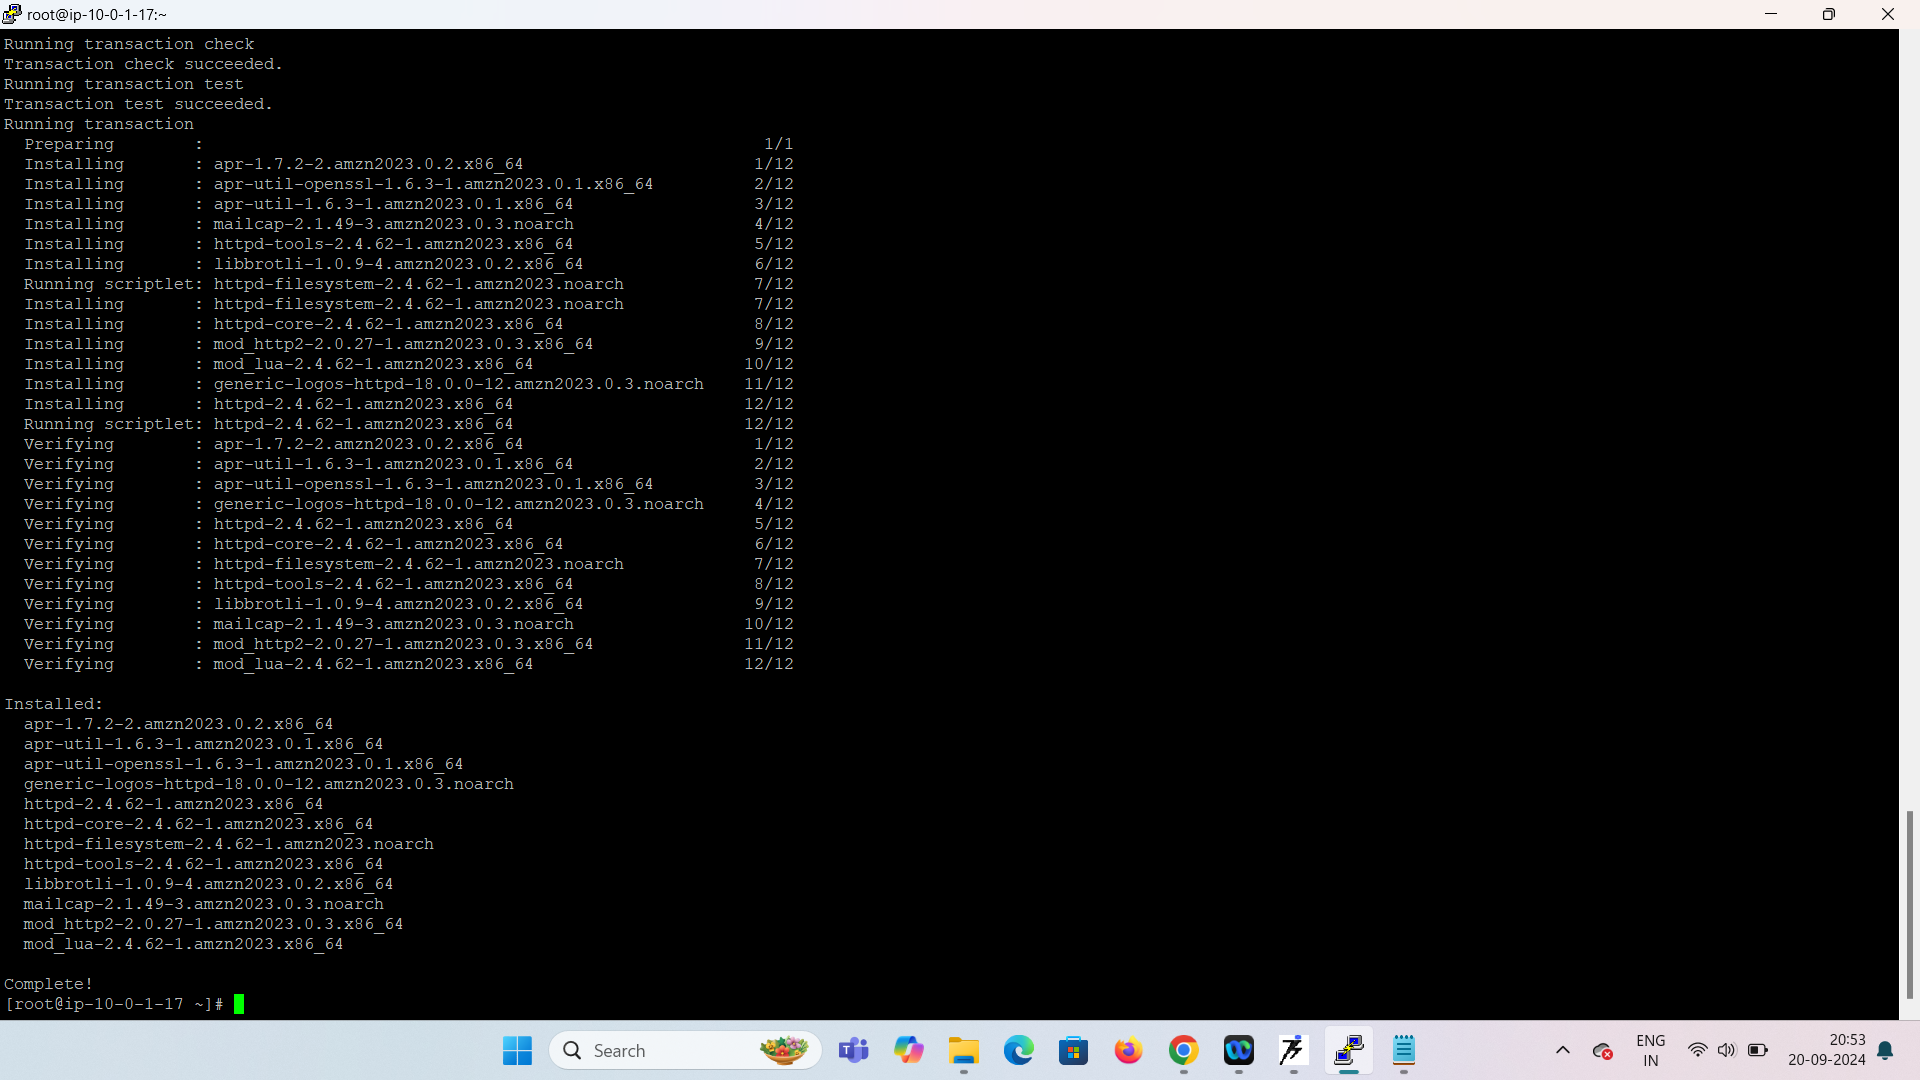 root@ip-10-0-1-17:~
Running transaction check
Transaction check succeeded.
Running transaction test
Transaction test succeeded.
Running transaction
  Preparing        :                                                        1/1
  Installing       : apr-1.7.2-2.amzn2023.0.2.x86_64                       1/12
  Installing       : apr-util-openssl-1.6.3-1.amzn2023.0.1.x86_64          2/12
  Installing       : apr-util-1.6.3-1.amzn2023.0.1.x86_64                  3/12
  Installing       : mailcap-2.1.49-3.amzn2023.0.3.noarch                  4/12
  Installing       : httpd-tools-2.4.62-1.amzn2023.x86_64                  5/12
  Installing       : libbrotli-1.0.9-4.amzn2023.0.2.x86_64                 6/12
  Running scriptlet: httpd-filesystem-2.4.62-1.amzn2023.noarch             7/12
  Installing       : httpd-filesystem-2.4.62-1.amzn2023.noarch             7/12
  Installing       : httpd-core-2.4.62-1.amzn2023.x86_64                   8/12
  Installing       : mod_http2-2.0.27-1.amzn2023.0.3.x86_64                9/12
  Installing       : mod_lua-2.4.62-1.amzn2023.x86_64                     10/12
  Installing       : generic-logos-httpd-18.0.0-12.amzn2023.0.3.noarch    11/12
  Installing       : httpd-2.4.62-1.amzn2023.x86_64                       12/12
  Running scriptlet: httpd-2.4.62-1.amzn2023.x86_64                       12/12
  Verifying        : apr-1.7.2-2.amzn2023.0.2.x86_64                       1/12
  Verifying        : apr-util-1.6.3-1.amzn2023.0.1.x86_64                  2/12
  Verifying        : apr-util-openssl-1.6.3-1.amzn2023.0.1.x86_64          3/12
  Verifying        : generic-logos-httpd-18.0.0-12.amzn2023.0.3.noarch     4/12
  Verifying        : httpd-2.4.62-1.amzn2023.x86_64                        5/12
  Verifying        : httpd-core-2.4.62-1.amzn2023.x86_64                   6/12
  Verifying        : httpd-filesystem-2.4.62-1.amzn2023.noarch             7/12
  Verifying        : httpd-tools-2.4.62-1.amzn2023.x86_64                  8/12
  Verifying        : libbrotli-1.0.9-4.amzn2023.0.2.x86_64                 9/12
  Verifying        : mailcap-2.1.49-3.amzn2023.0.3.noarch                 10/12
  Verifying        : mod_http2-2.0.27-1.amzn2023.0.3.x86_64               11/12
  Verifying        : mod_lua-2.4.62-1.amzn2023.x86_64                     12/12
Installed:
  apr-1.7.2-2.amzn2023.0.2.x86_64
  apr-util-1.6.3-1.amzn2023.0.1.x86_64
  apr-util-openssl-1.6.3-1.amzn2023.0.1.x86_64
  generic-logos-httpd-18.0.0-12.amzn2023.0.3.noarch
  httpd-2.4.62-1.amzn2023.x86_64
  httpd-core-2.4.62-1.amzn2023.x86_64
  httpd-filesystem-2.4.62-1.amzn2023.noarch
  httpd-tools-2.4.62-1.amzn2023.x86_64
  libbrotli-1.0.9-4.amzn2023.0.2.x86_64
  mailcap-2.1.49-3.amzn2023.0.3.noarch
  mod_http2-2.0.27-1.amzn2023.0.3.x86_64
  mod_lua-2.4.62-1.amzn2023.x86_64
Complete!
[root@ip-10-0-1-17 ~]#
Search
ENG
IN
20:53
20-09-2024